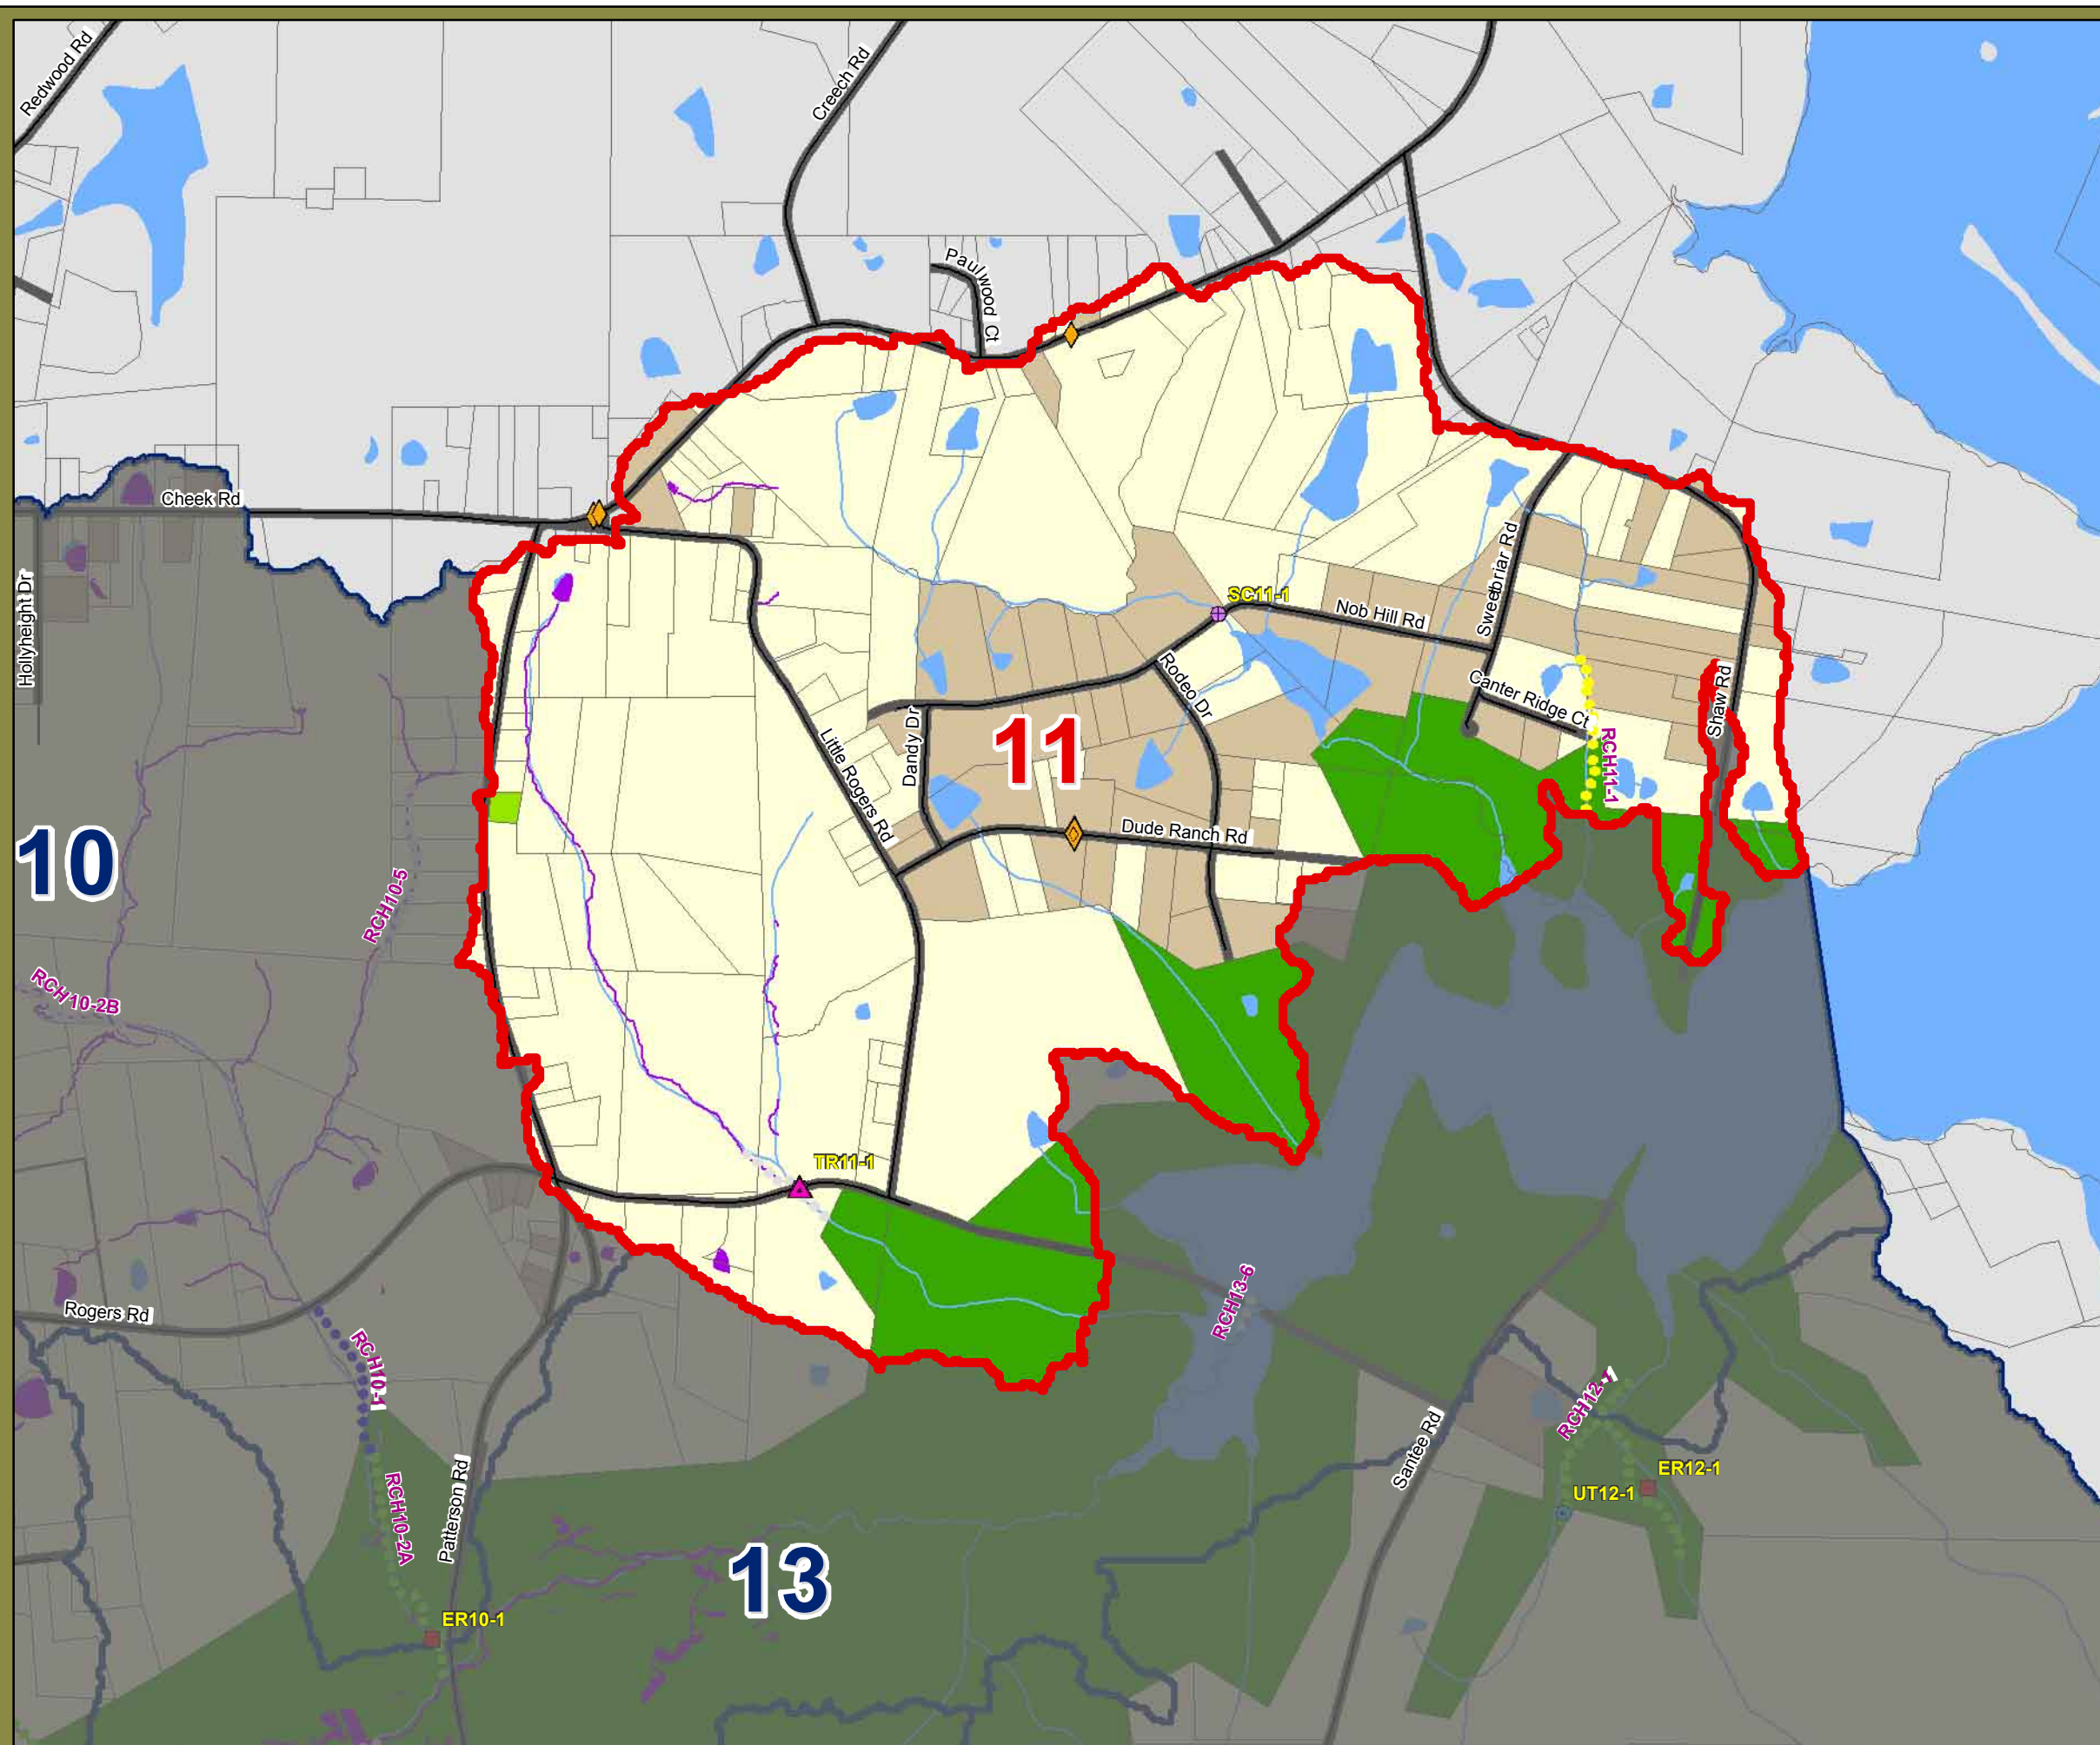 Redwood Rd
Creech Rd
Paulwood Ct
Cheek Rd
Hollyheight Dr
SC11-1
Nob Hill Rd
Sweetbriar Rd
Rodeo Dr
Canter Ridge Ct
Shaw Rd
RCH11-1
Dandy Dr
Little Rogers Rd
11
Dude Ranch Rd
10
RCH10-5
RCH10-2B
TR11-1
Rogers Rd
RCH10-1
RCH13-6
RCH12-1
Santee Rd
ER12-1
UT12-1
RCH10-2A
Patterson Rd
13
ER10-1